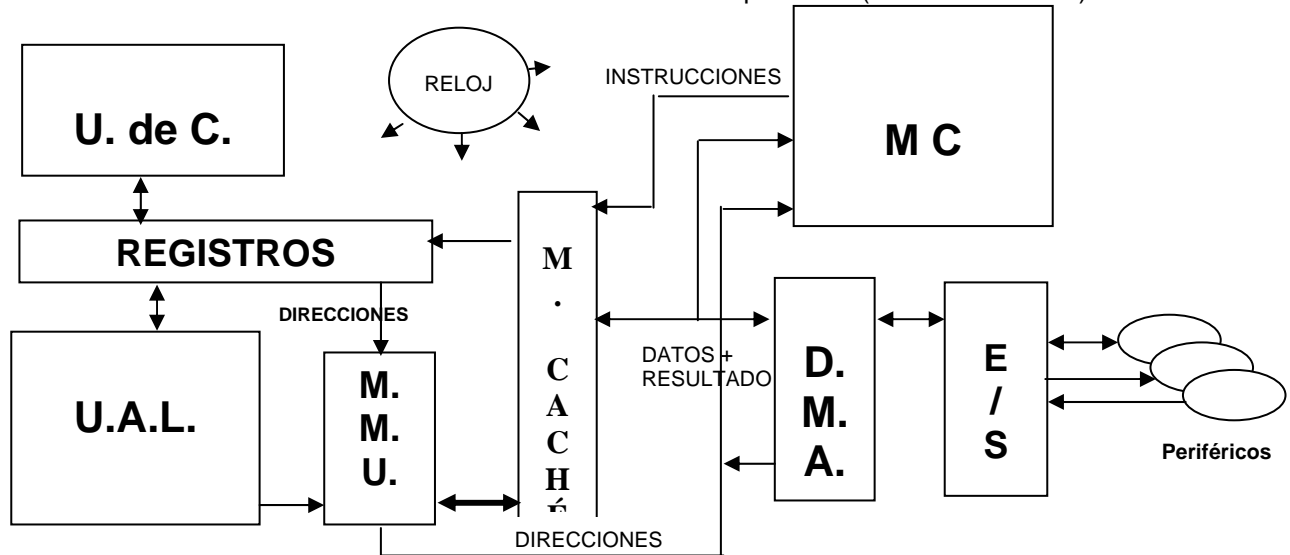 RELOJ
INSTRUCCIONES
U. de C.
M C
REGISTROS
M
.
C
A
C
H
É
DIRECCIONES
DATOS +
RESULTADO
D.
M.
A.
E
/
S
M.
M.
U.
U.A.L.
Periféricos
DIRECCIONES